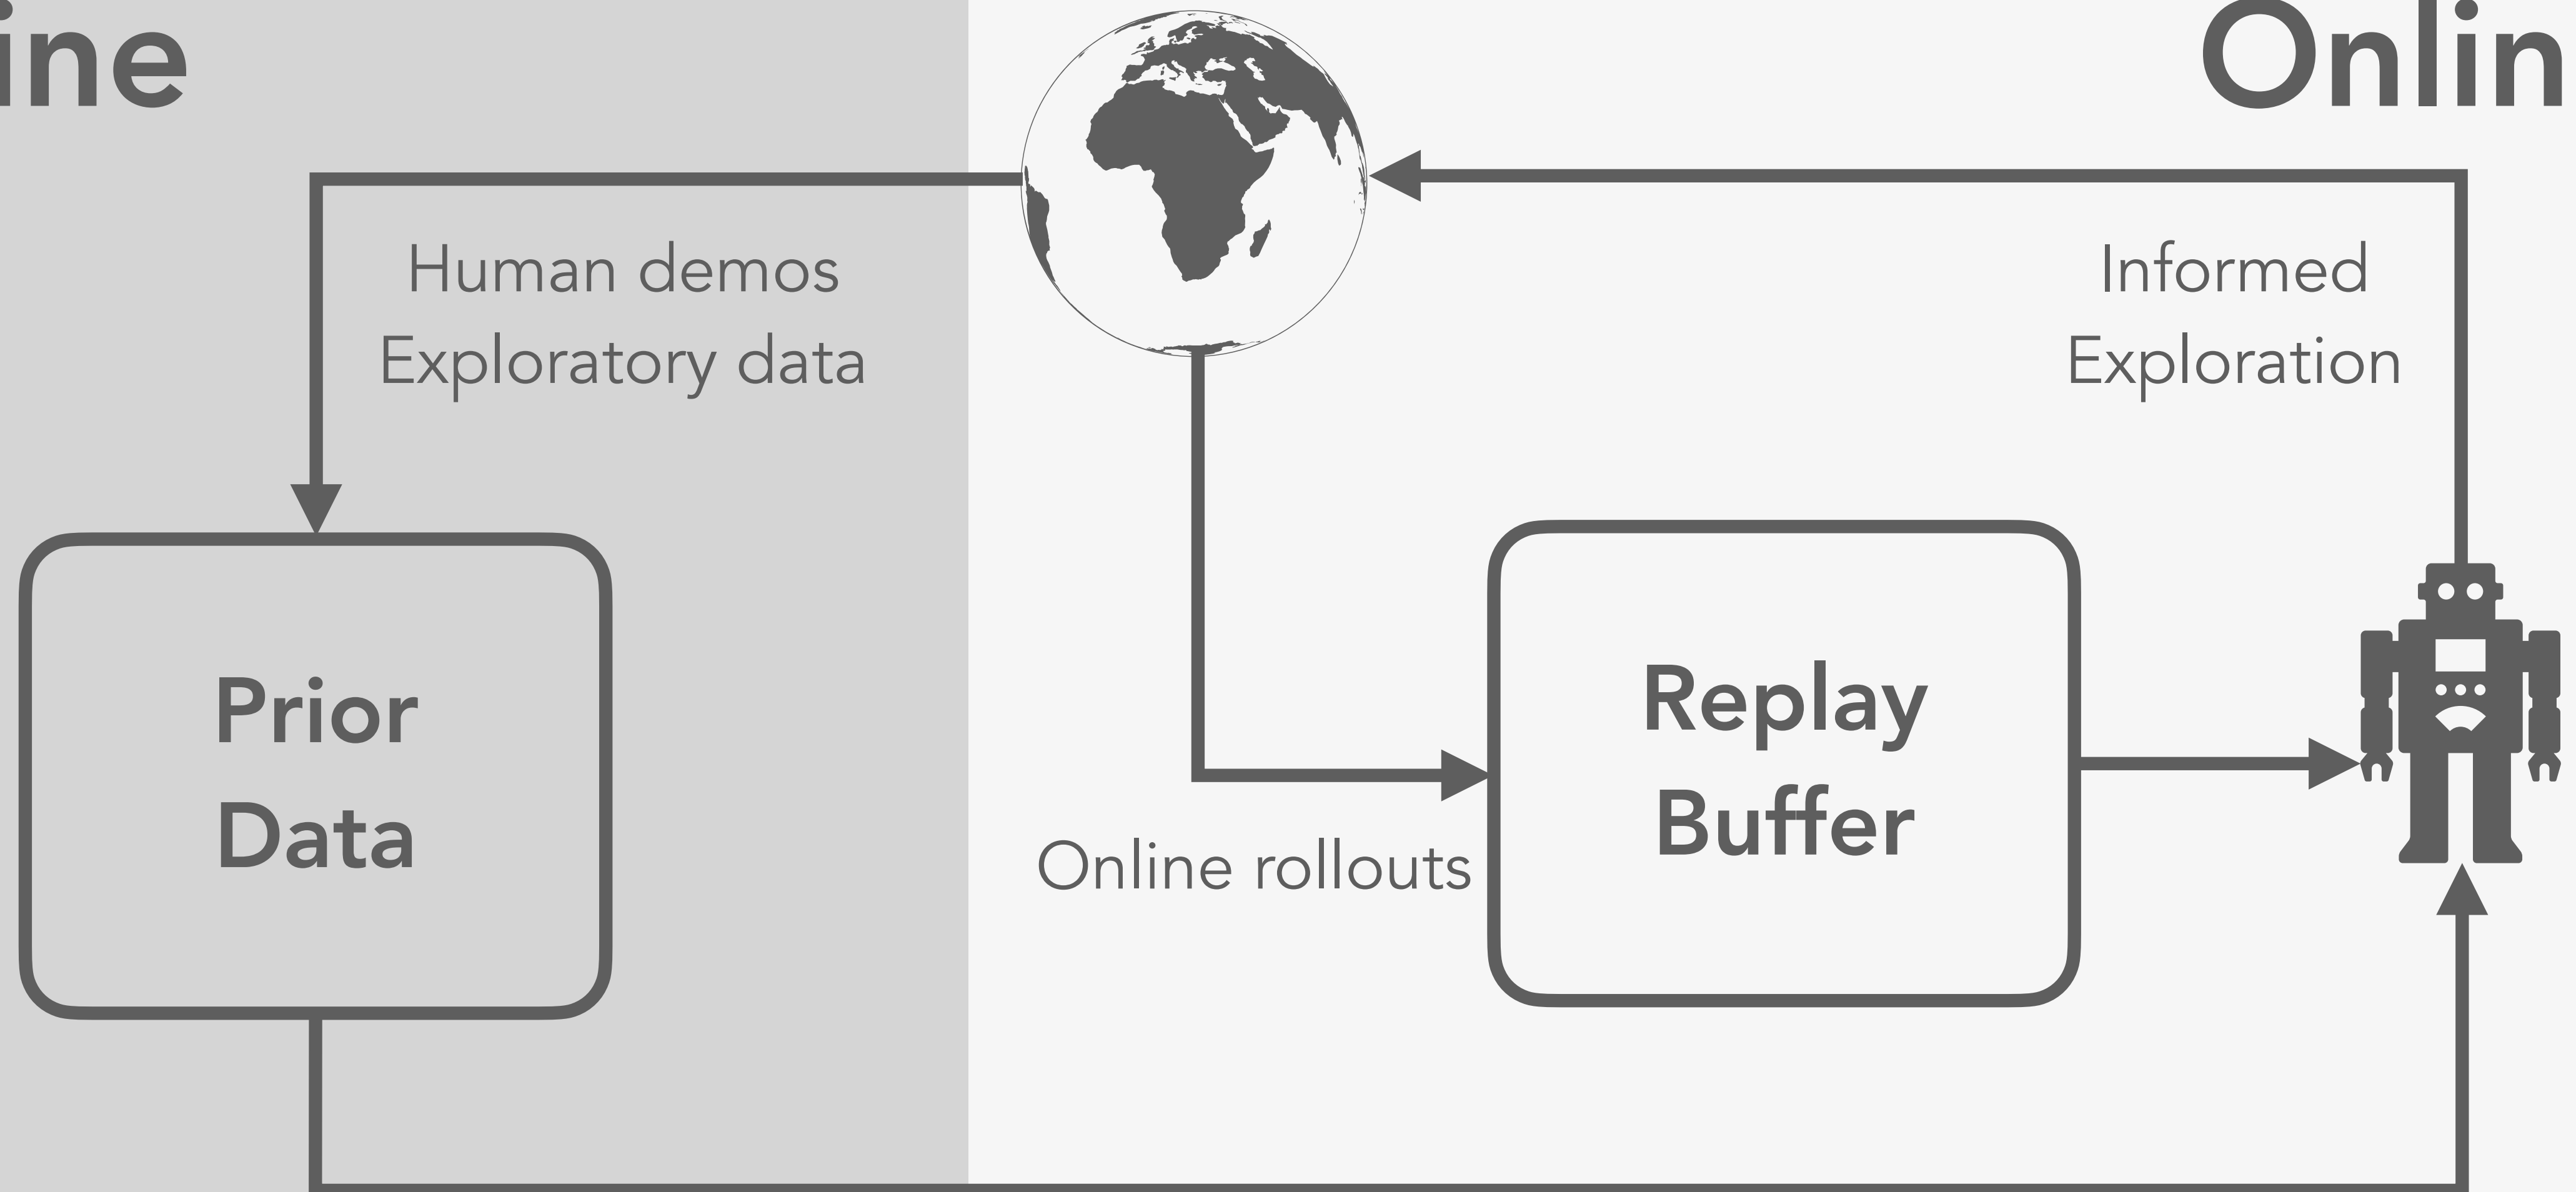 ine
Onlin
Human demos
Exploratory data
Informed
Exploration
Prior
Data
Online rollouts
Replay
Buffer